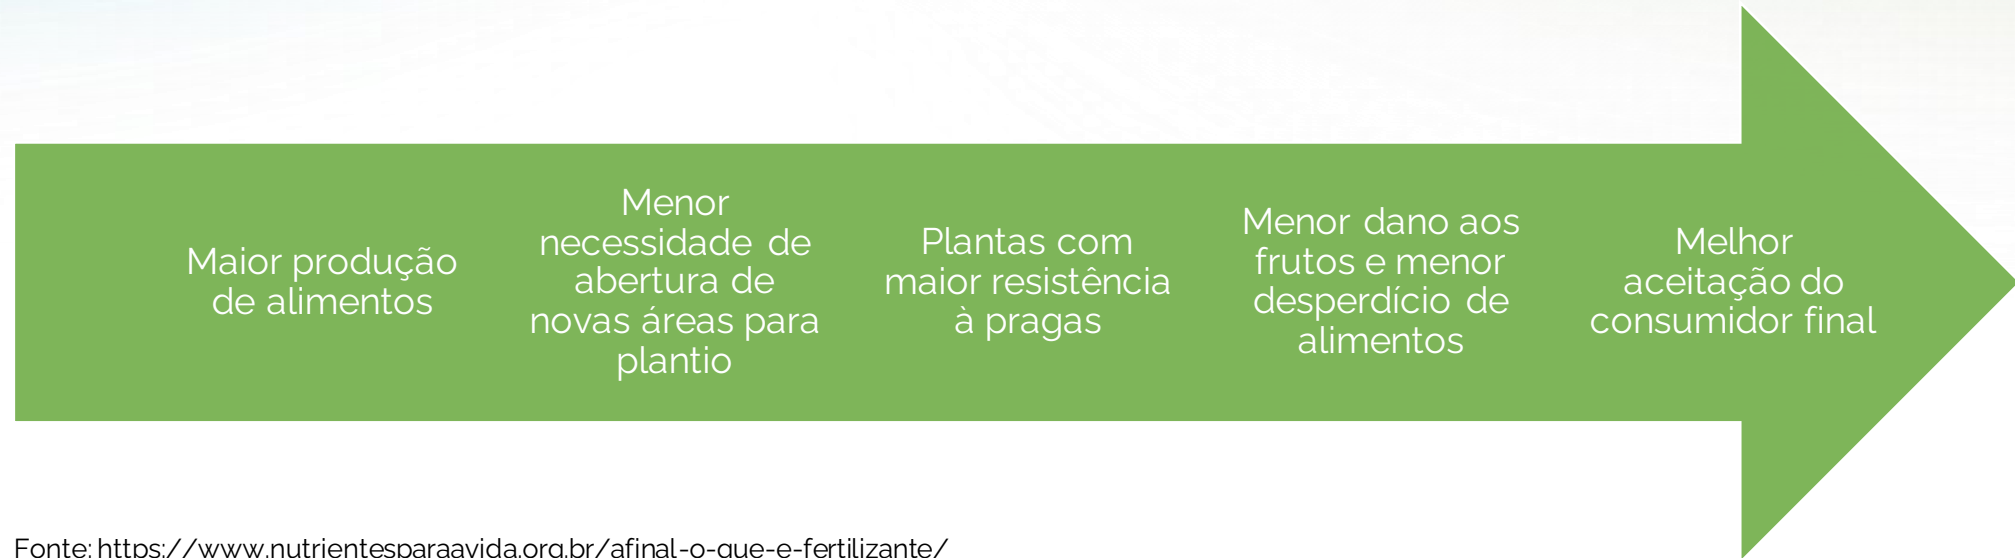 Maior produção
de alimentos
Menor
necessidade de
abertura de
novas áreas para
plantio
Plantas com
maior resistência
à pragas
Menor dano aos
frutos e menor
desperdício de
alimentos
Melhor
aceitação do
consumidor final
Fonte: https://www.nutrientesparaavida.org.br/afinal-o-que-e-fertilizante/